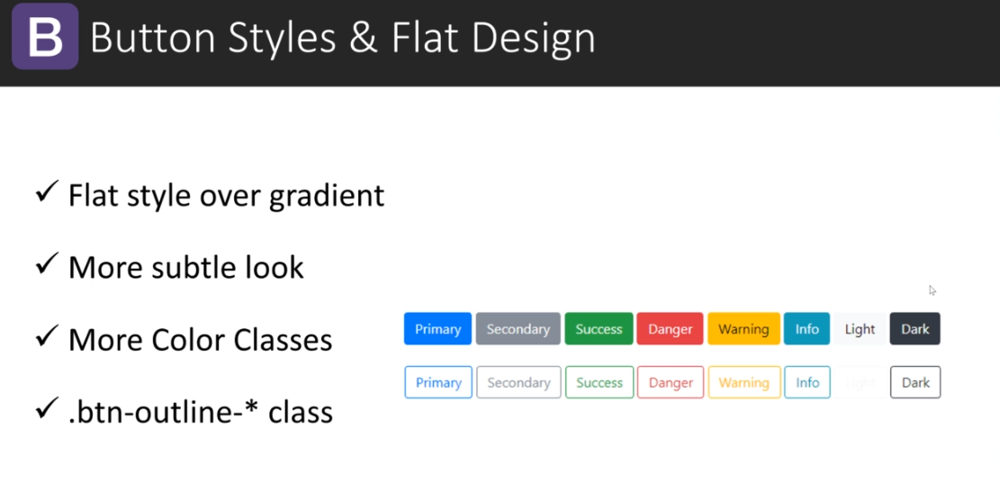 B Button Styles & Flat Design
✓ Flat style over gradient
✓ More subtle look
✓ More Color Classes
✓ .btn-outline-* class
Primary Secondary Success Danger Warning Info Light Dark
Primary Secondary Success Danger Warning Info Light Dark